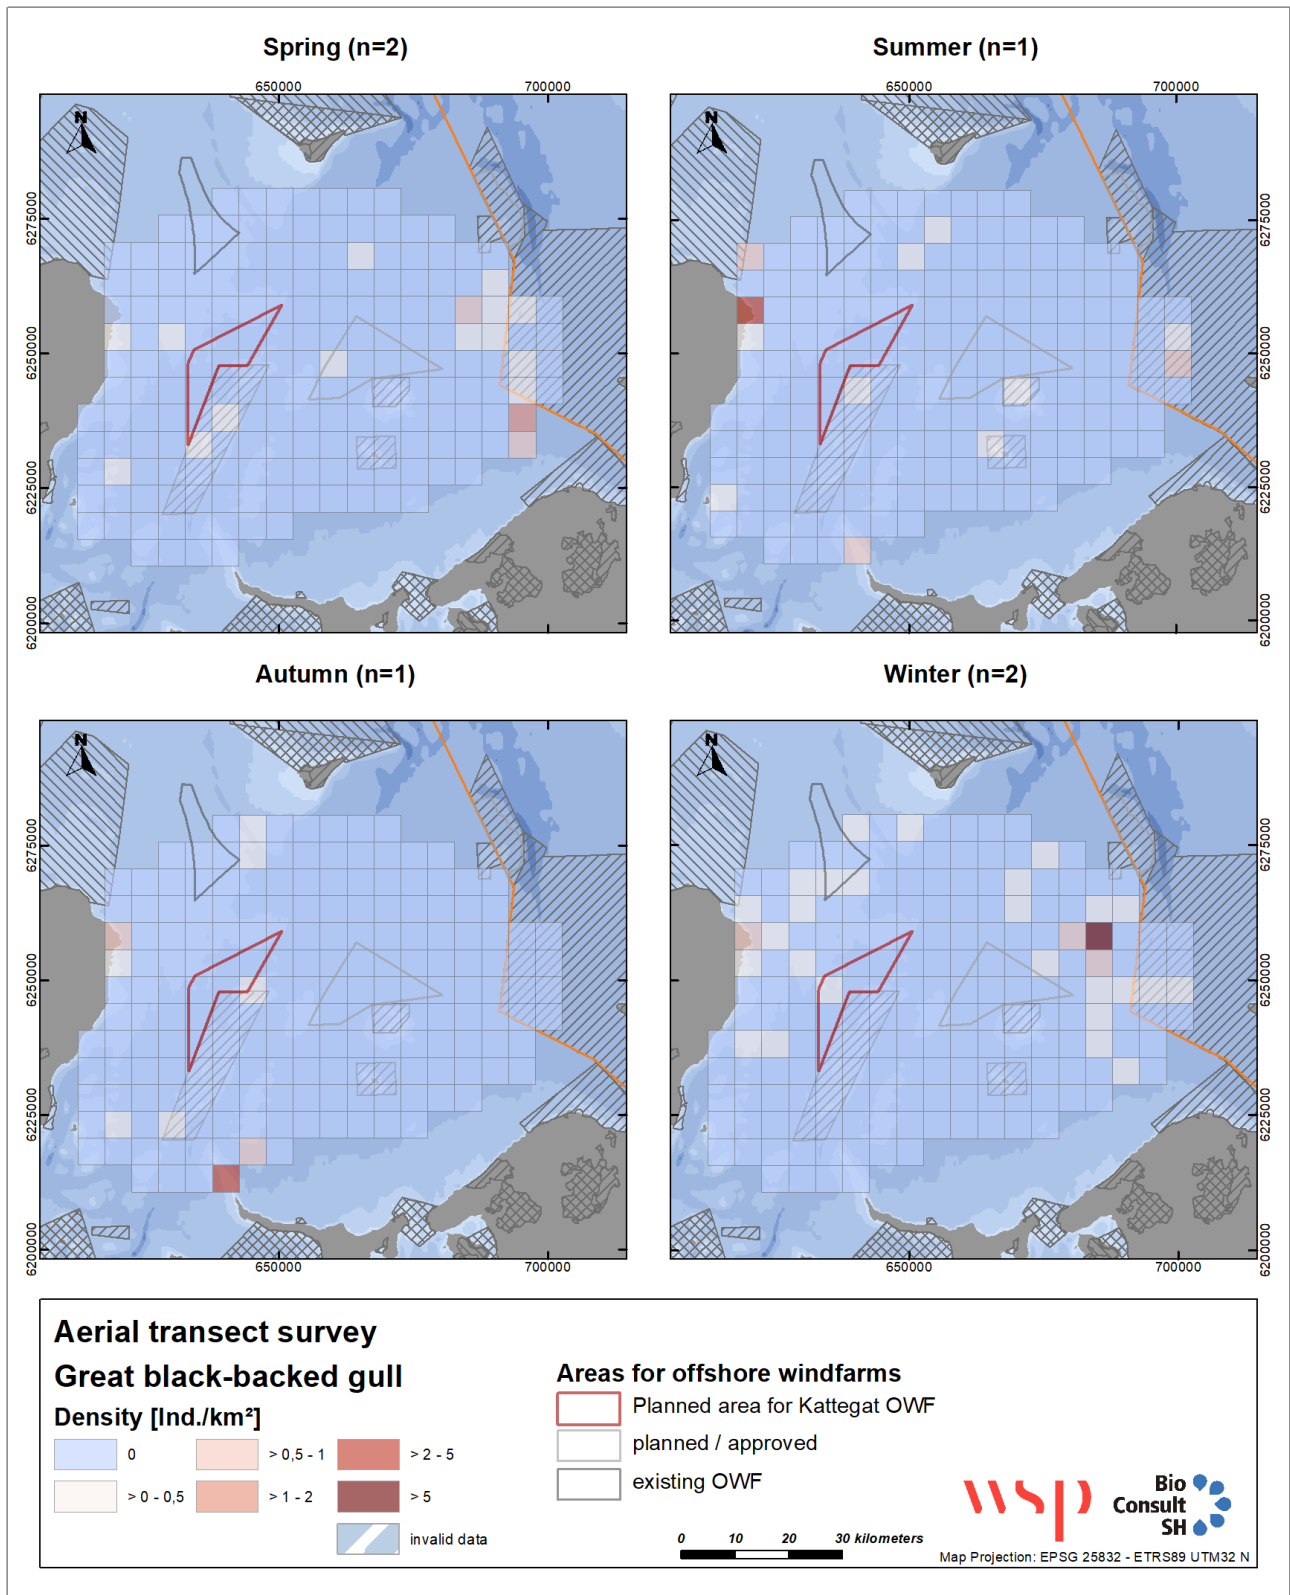 Spring (n=2)
Summer (n=1)
650000
700000
650000
700000
N
N
6275000
6250000
6225000
6200000
6275000
6250000
6225000
6200000
Autumn (n=1)
Winter (n=2)
N
N
6275000
6250000
6225000
6200000
6275000
6250000
6225000
6200000
650000
700000
650000
700000
Aerial transect survey
Great black-backed gull
Density [Ind./km²]
0
> 0 - 0,5
> 0,5 - 1
> 1 - 2
> 2 - 5
> 5
invalid data
Areas for offshore windfarms
Planned area for Kattegat OWF
planned / approved
existing OWF
0 10 20 30 kilometers
wsp
Bio
Consult
SH
Map Projection: EPSG 25832 - ETRS89 UTM32 N